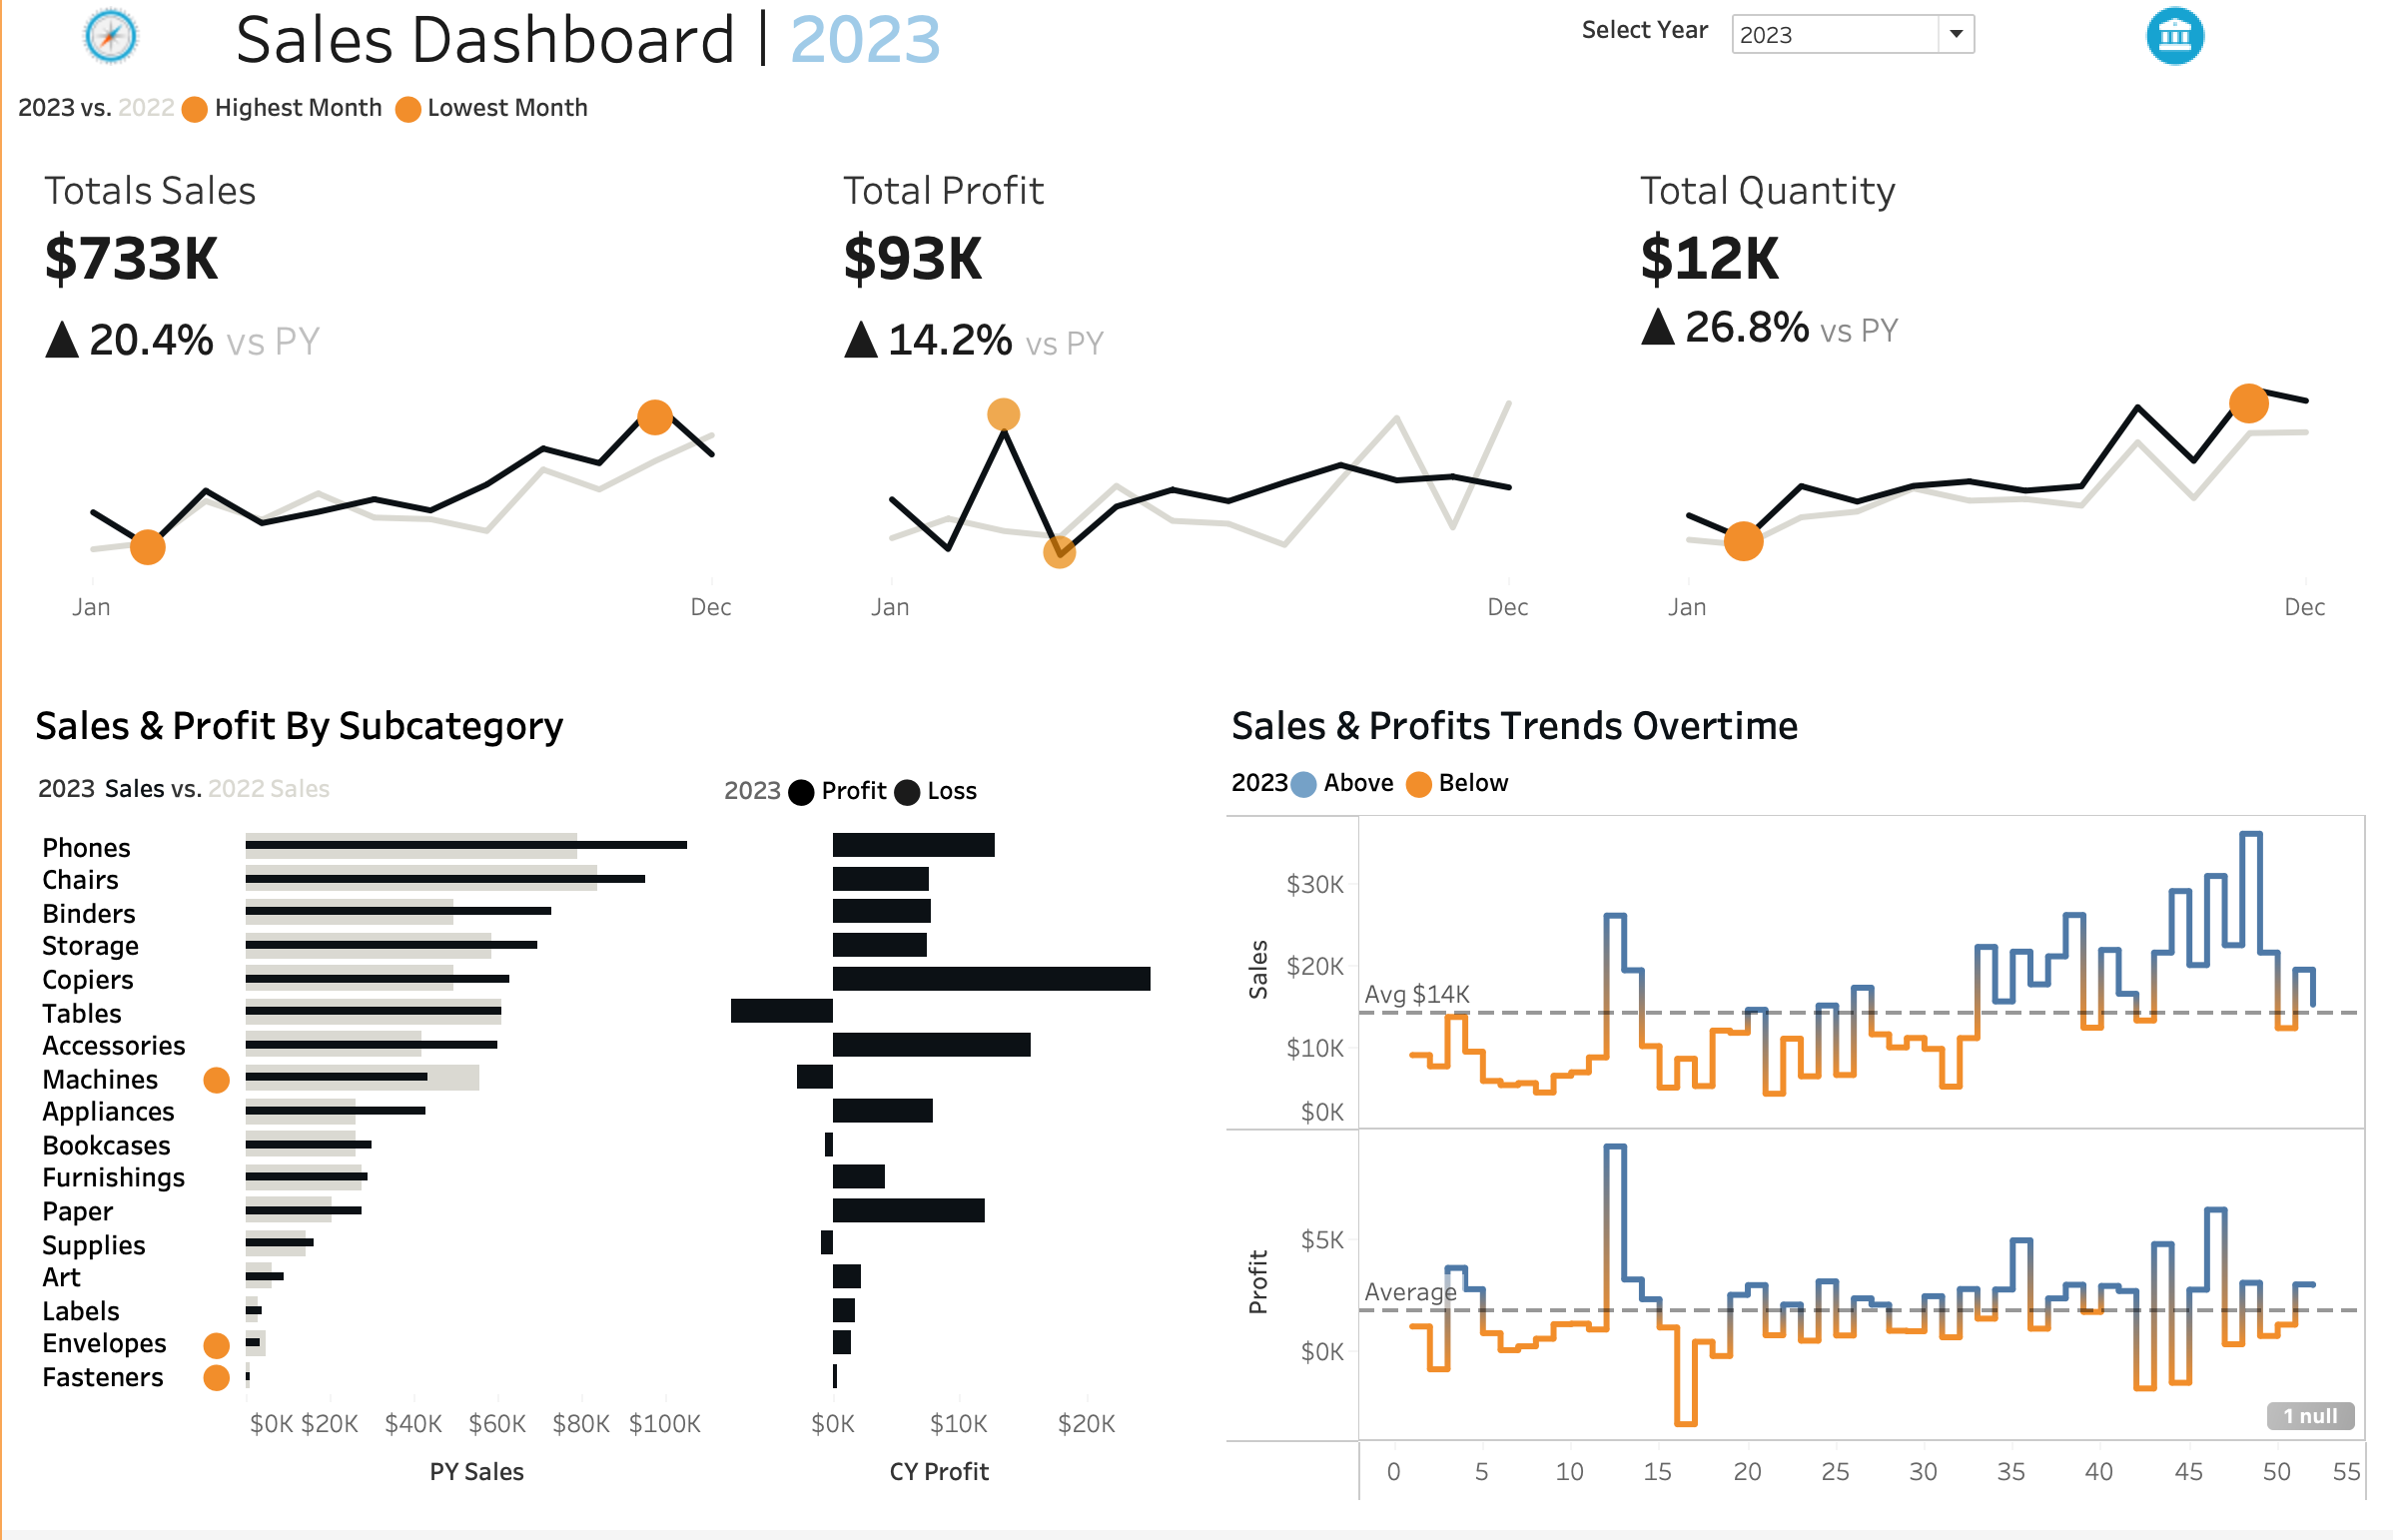 Sales Dashboard | 2023
Select Year 2023
2023 vs. 2022 Highest Month Lowest Month
Totals Sales
$733K
▲ 20.4% vs PY
Jan Dec
Total Profit
$93K
▲ 14.2% vs PY
Jan Dec
Total Quantity
$12K
▲ 26.8% vs PY
Jan Dec
Sales & Profit By Subcategory
2023 Sales vs. 2022 Sales
2023 Profit Loss
Phones
Chairs
Binders
Storage
Copiers
Tables
Accessories
Machines
Appliances
Bookcases
Furnishings
Paper
Supplies
Art
Labels
Envelopes
Fasteners
$0K $20K $40K $60K $80K $100K
PY Sales
$0K $10K $20K
CY Profit
Sales & Profits Trends Overtime
2023 Above Below
Sales
$30K
$20K
Avg $14K
$10K
$0K
Profit
$5K
Average
$0K
1 null
0 5 10 15 20 25 30 35 40 45 50 55